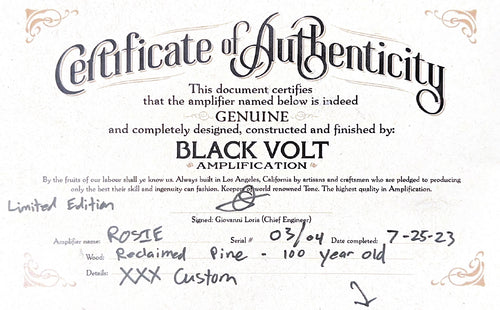 Certificate of Authenticity
This document certifies
that the amplifier named below is indeed
GENUINE
and completely designed, constructed and finished by:
BLACK VOLT
AMPLIFICATION
By the fruits of our labour shall ye know us. Always built in Los Angeles, California by artisans and craftsmen who are pledged to producing
only the best their skill and ingenuity can fashion. Keepers of world renowned Tone. The highest quality in Amplification.
Limited Edition
Signed: Giovanni Loria (Chief Engineer)
Amplifier name: ROSIE Serial # 03/04 Date completed: 7-25-23
Wood: Reclaimed Pine - 100 year old
Details: XXX Custom